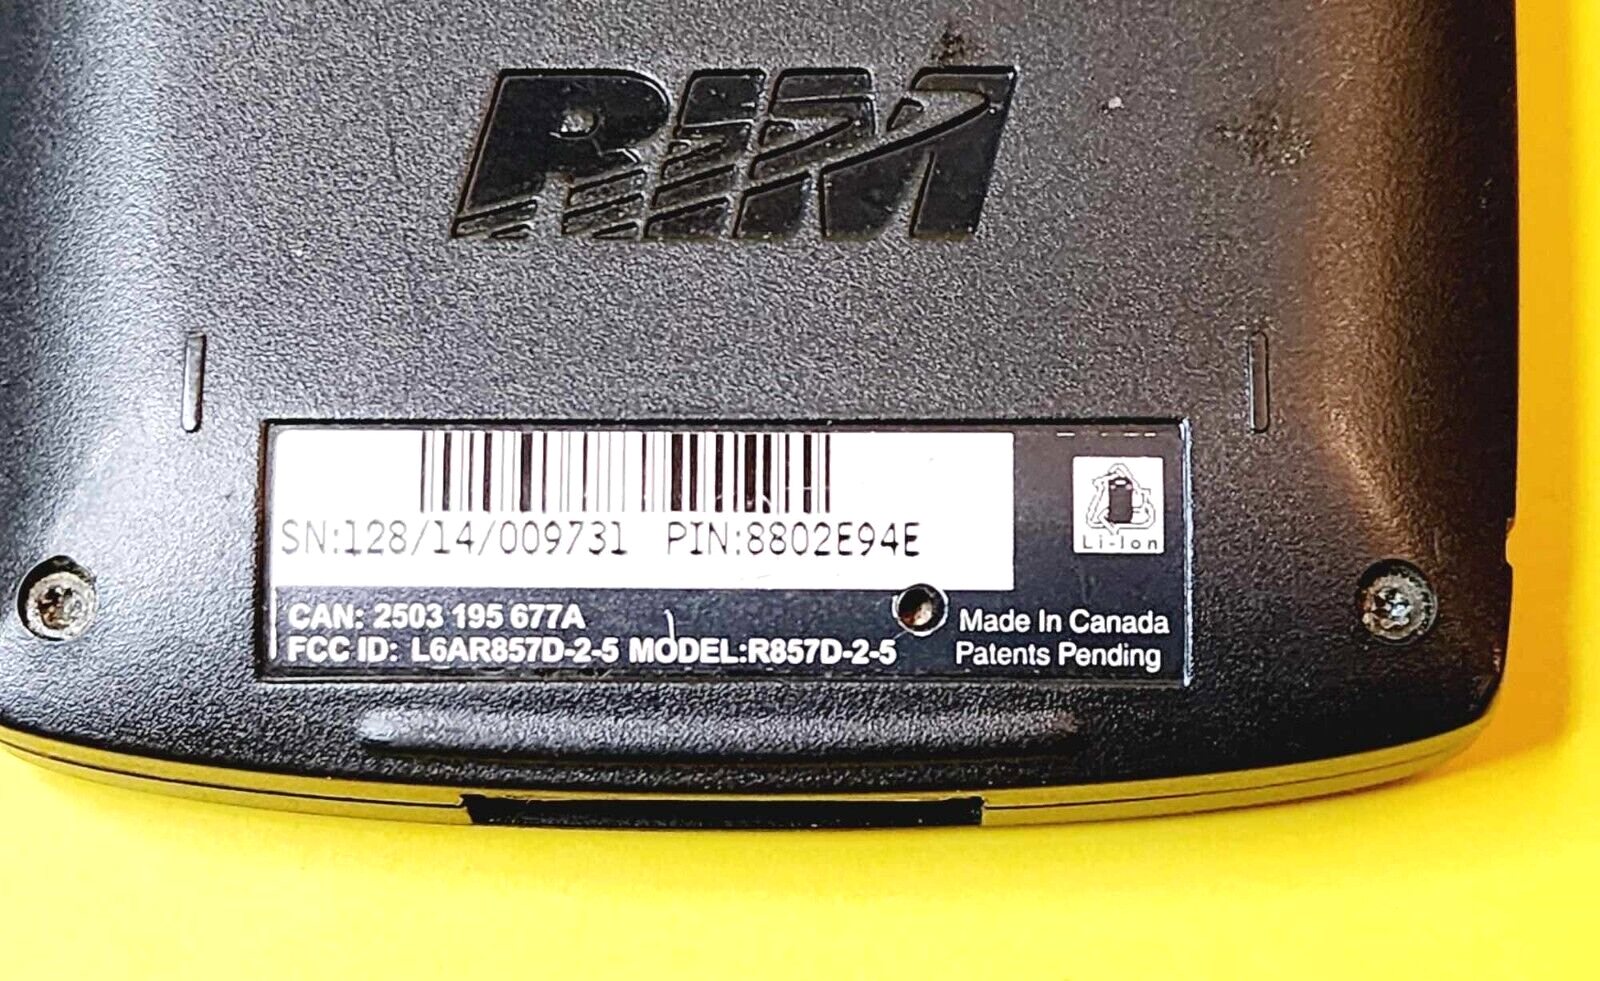 RIM
SN:128/14/009731 PIN:8802E94E
Li-Ion
CAN: 2503 195 677A
FCC ID: L6AR857D-2-5 MODEL:R857D-2-5
Made In Canada
Patents Pending